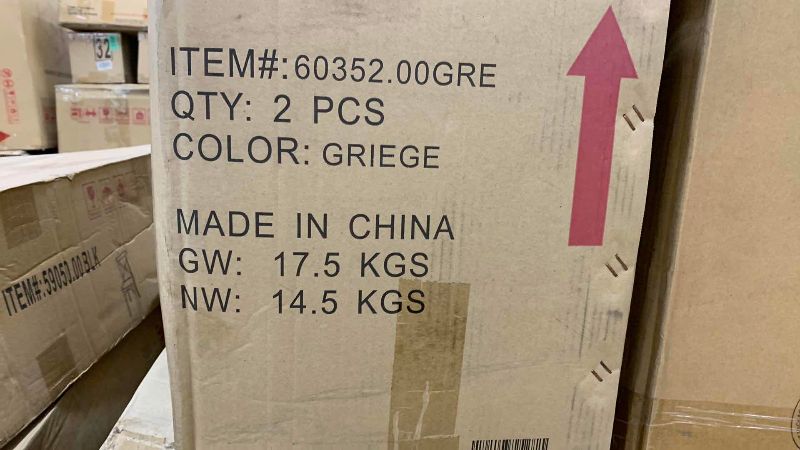 32
ITEM#: 60352.00GRE
QTY: 2 PCS
COLOR: GRIEGE
MADE IN CHINA
GW: 17.5 KGS
NW: 14.5 KGS
ITEM#: 59050.00BLK